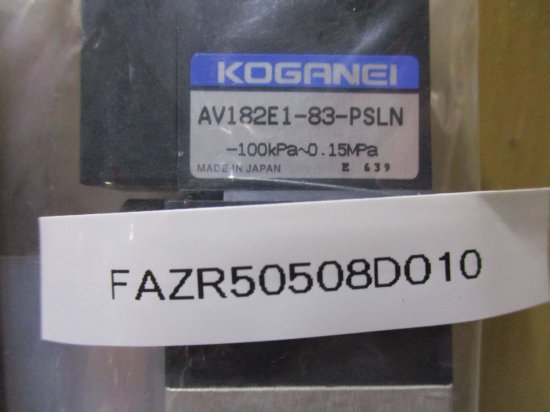 KOGANEI
AV182E1-83-PSLN
-100kPa~0.15MPa
MADE IN JAPAN E 639
FAZR50508D010